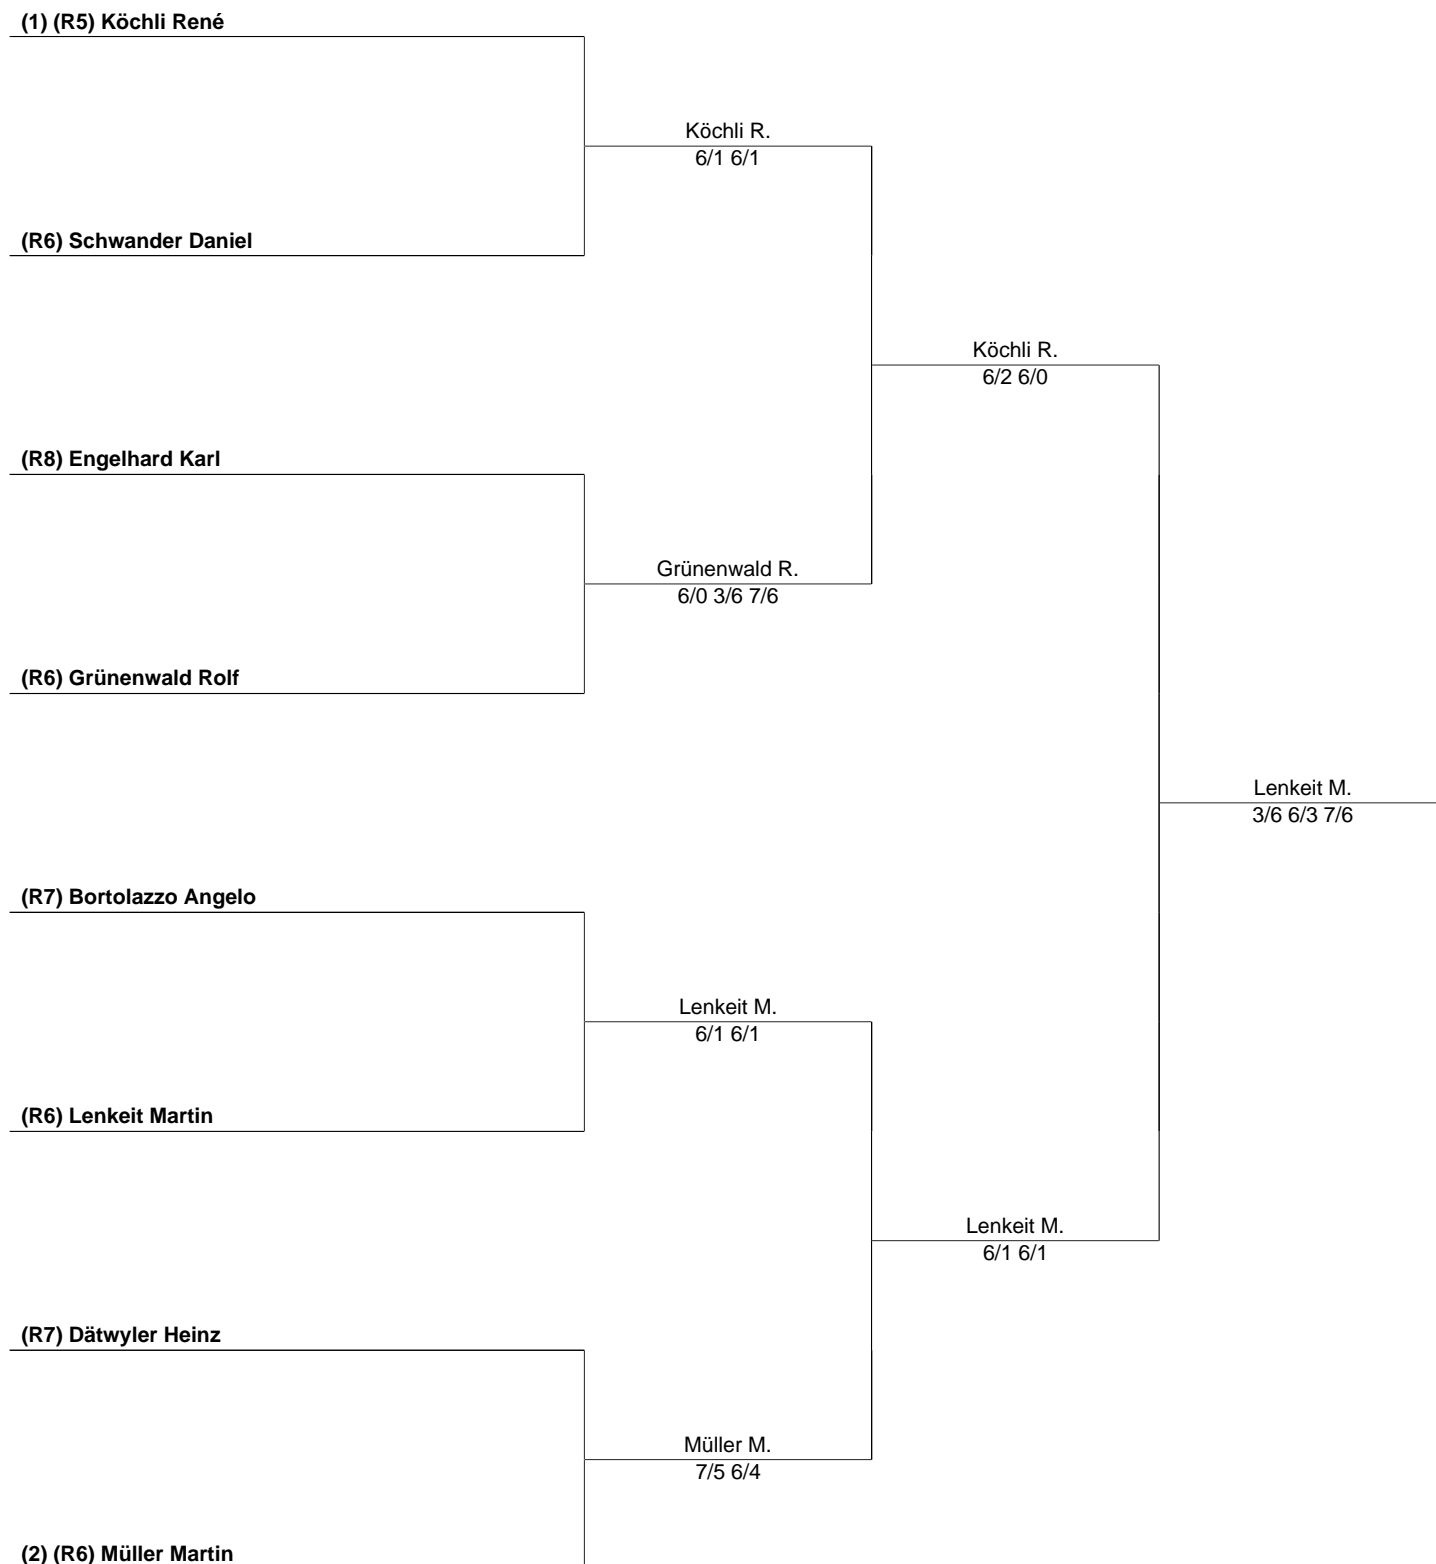 (1) (R5) Köchli René
Köchli R.
6/1 6/1
(R6) Schwander Daniel
Köchli R.
6/2 6/0
(R8) Engelhard Karl
Grünenwald R.
6/0 3/6 7/6
(R6) Grünenwald Rolf
Lenkeit M.
3/6 6/3 7/6
(R7) Bortolazzo Angelo
Lenkeit M.
6/1 6/1
(R6) Lenkeit Martin
Lenkeit M.
6/1 6/1
(R7) Dätwyler Heinz
Müller M.
7/5 6/4
(2) (R6) Müller Martin